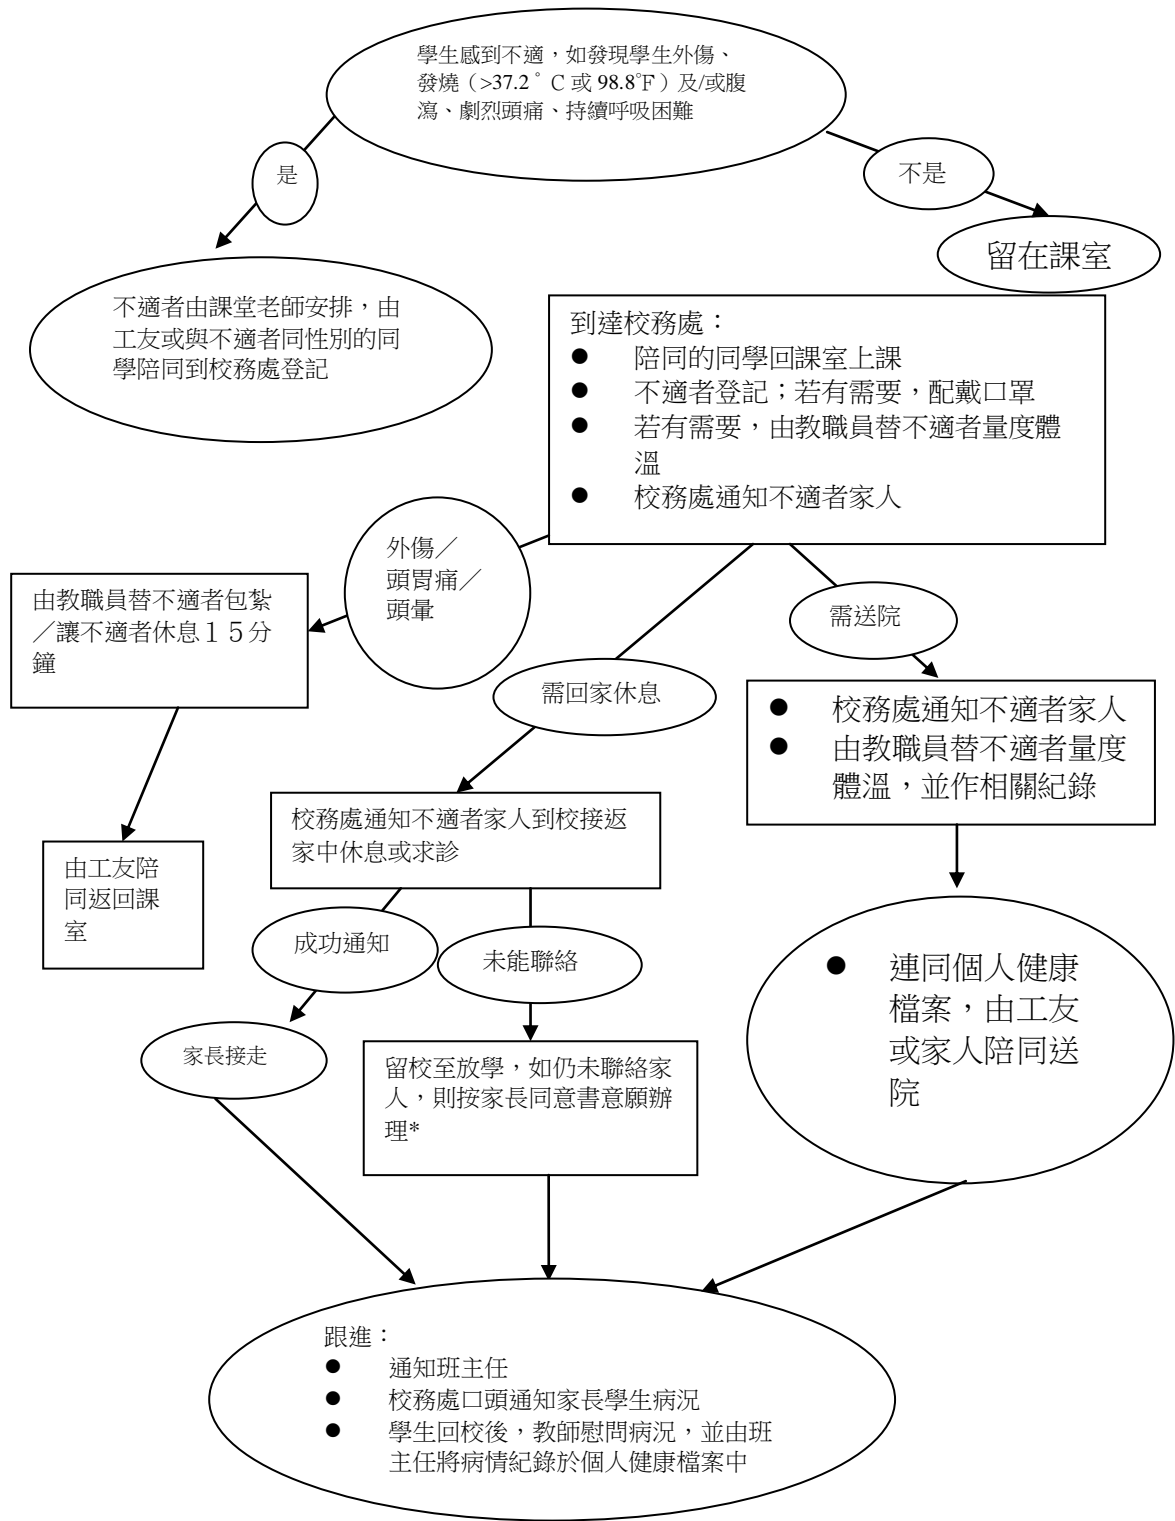 學生感到不適，如發現學生外傷、
發燒（>37.2°C 或 98.8℉）及/或腹
瀉、劇烈頭痛、持續呼吸困難
是
不是
留在課室
不適者由課堂老師安排，由
工友或與不適者同性別的同
學陪同到校務處登記
到達校務處：
● 陪同的同學回課室上課
● 不適者登記；若有需要，配戴口罩
● 若有需要，由教職員替不適者量度體
溫
● 校務處通知不適者家人
外傷／
頭胃痛／
頭暈
由教職員替不適者包紮
／讓不適者休息１５分
鐘
需送院
需回家休息
● 校務處通知不適者家人
● 由教職員替不適者量度
體溫，並作相關紀錄
校務處通知不適者家人到校接返
家中休息或求診
由工友陪
同返回課
室
成功通知
未能聯絡
● 連同個人健康
檔案，由工友
或家人陪同送
院
家長接走
留校至放學，如仍未聯絡家
人，則按家長同意書意願辦
理*
跟進：
● 通知班主任
● 校務處口頭通知家長學生病況
● 學生回校後，教師慰問病況，並由班
主任將病情紀錄於個人健康檔案中